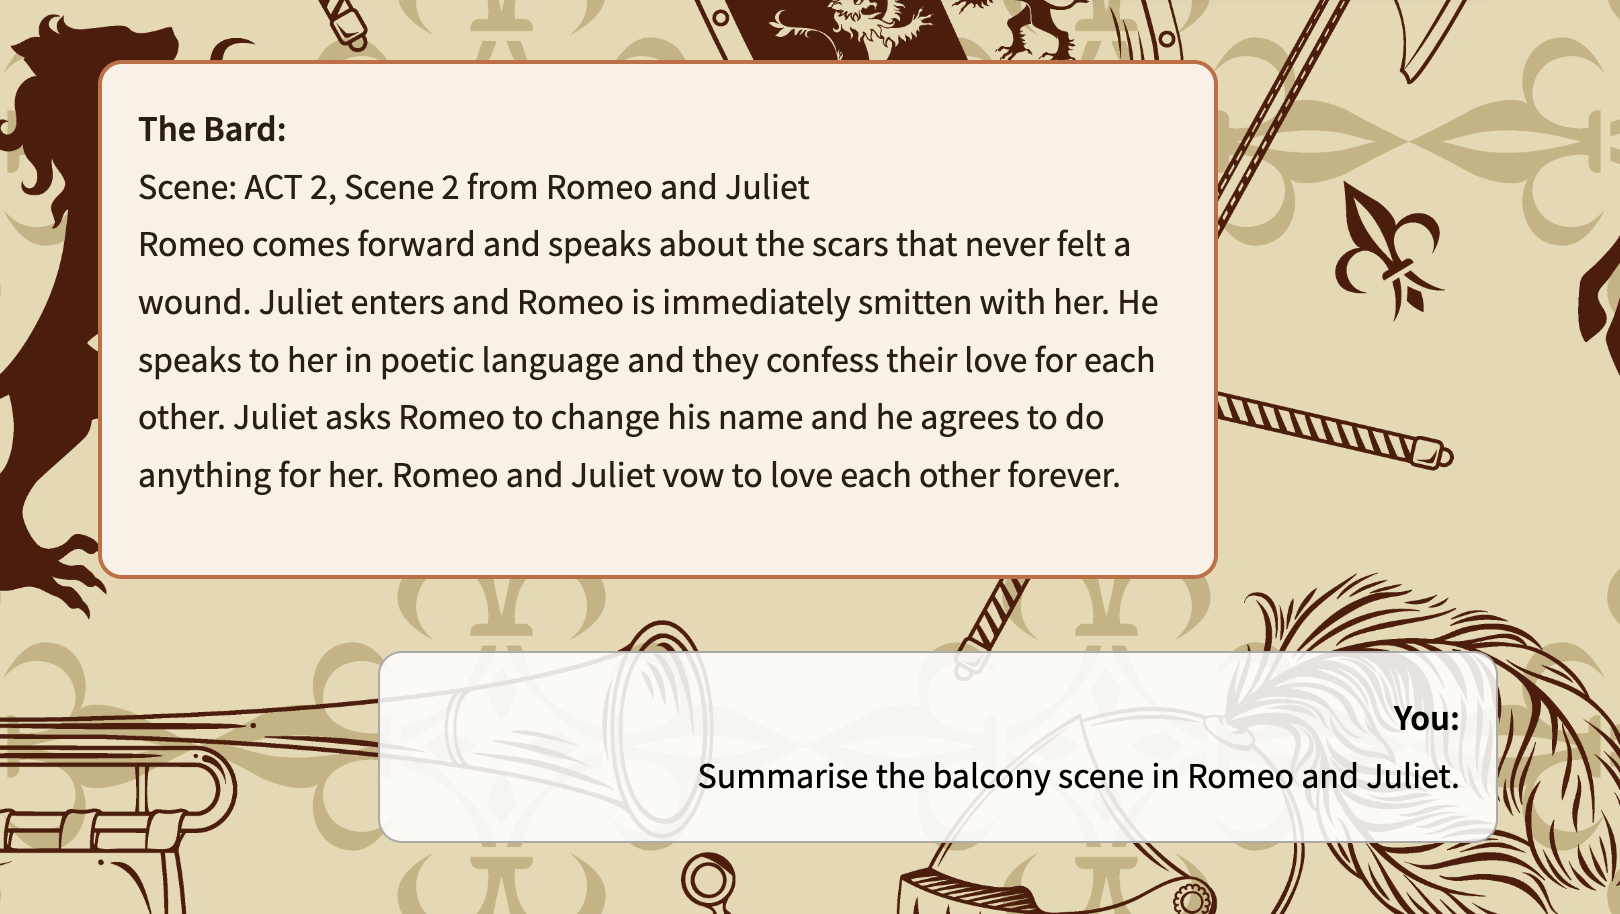 The Bard:
Scene: ACT 2, Scene 2 from Romeo and Juliet
Romeo comes forward and speaks about the scars that never felt a
wound. Juliet enters and Romeo is immediately smitten with her. He
speaks to her in poetic language and they confess their love for each
other. Juliet asks Romeo to change his name and he agrees to do
anything for her. Romeo and Juliet vow to love each other forever.
You:
Summarise the balcony scene in Romeo and Juliet.